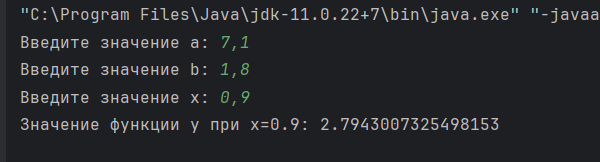 "C:\Program Files\Java\jdk-11.0.22+7\bin\java.exe" "-javaa
Введите значение a: 7,1
Введите значение b: 1,8
Введите значение x: 0,9
Значение функции y при x=0.9: 2.7943007325498153